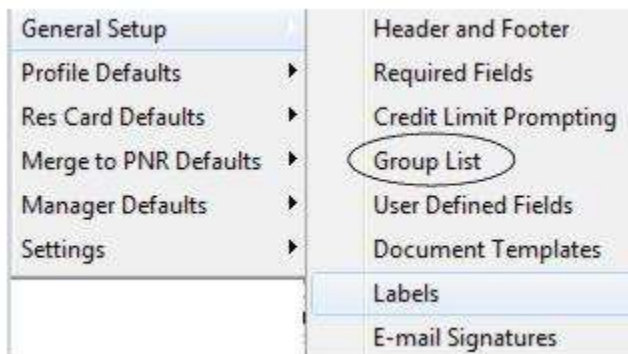 General Setup
Profile Defaults
Res Card Defaults
Merge to PNR Defaults
Manager Defaults
Settings
Header and Footer
Required Fields
Credit Limit Prompting
Group List
User Defined Fields
Document Templates
Labels
E-mail Signatures